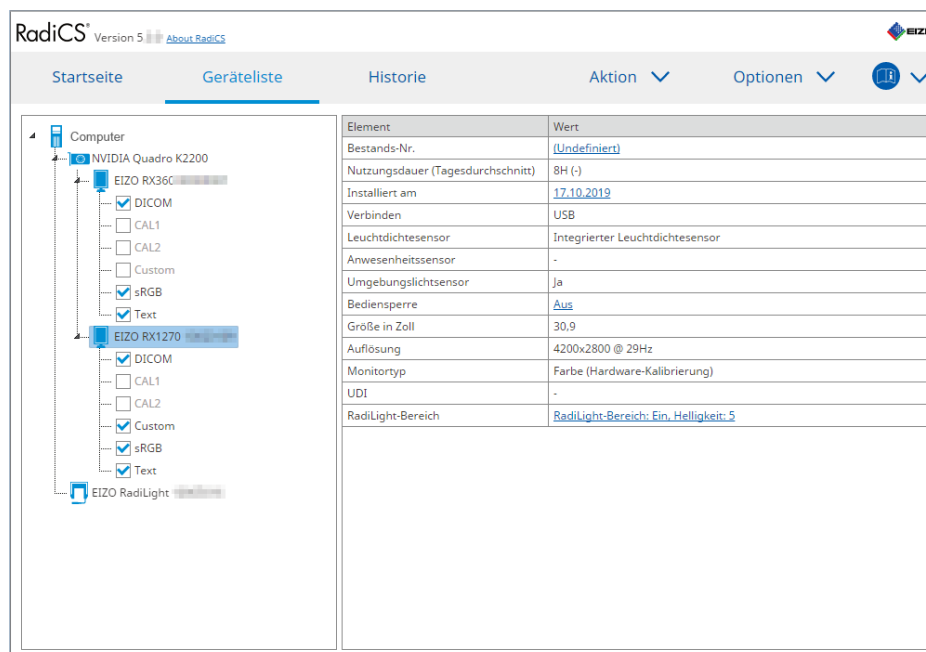 RadiCS® Version 5. About RadiCS
EIZ
Startseite Geräteliste Historie Aktion Optionen
Computer
NVIDIA Quadro K2200
EIZO RX360
DICOM
CAL1
CAL2
Custom
sRGB
Text
EIZO RX1270
DICOM
CAL1
CAL2
Custom
sRGB
Text
EIZO RadiLight
Element Wert
Bestands-Nr. (Undefiniert)
Nutzungsdauer (Tagesdurchschnitt) 8H (-)
Installiert am 17.10.2019
Verbinden USB
Leuchtdichtesensor Integrierter Leuchtdichtesensor
Anwesenheitssensor -
Umgebungslichtsensor Ja
Bediensperre Aus
Größe in Zoll 30,9
Auflösung 4200x2800 @ 29Hz
Monitortyp Farbe (Hardware-Kalibrierung)
UDI -
RadiLight-Bereich RadiLight-Bereich: Ein, Helligkeit: 5